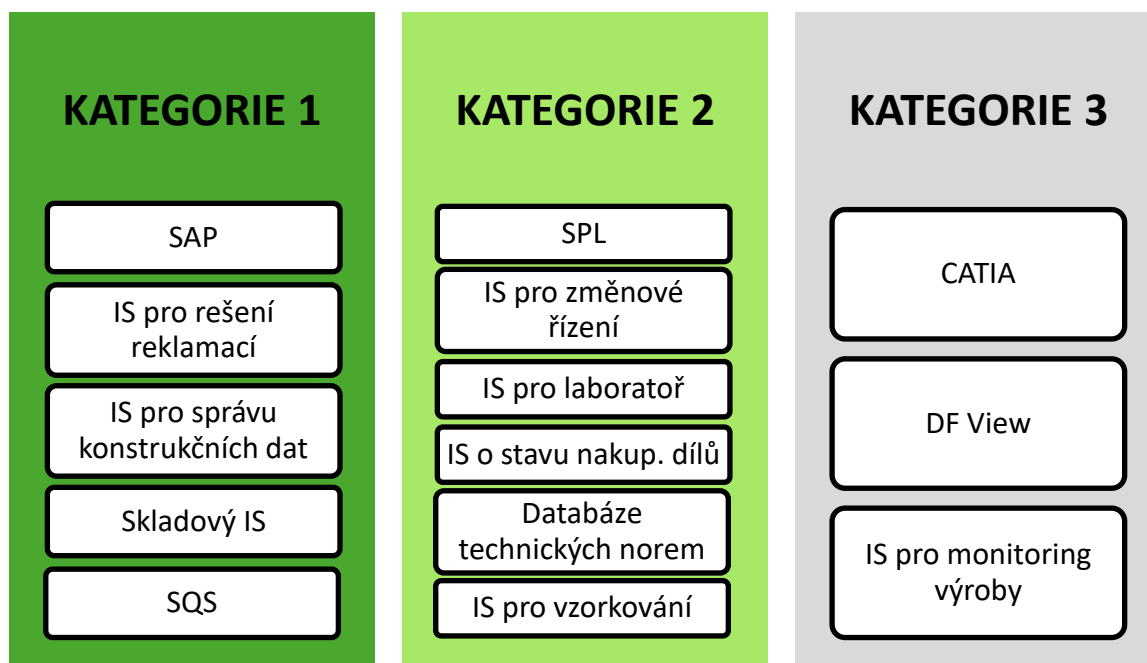 KATEGORIE 1
SAP
IS pro rešení
reklamací
IS pro správu
konstrukčních dat
Skladový IS
SQS
KATEGORIE 2
SPL
IS pro změnové
řízení
IS pro laboratoř
IS o stavu nakup. dílů
Databáze
technických norem
IS pro vzorkování
KATEGORIE 3
CATIA
DF View
IS pro monitoring
výroby